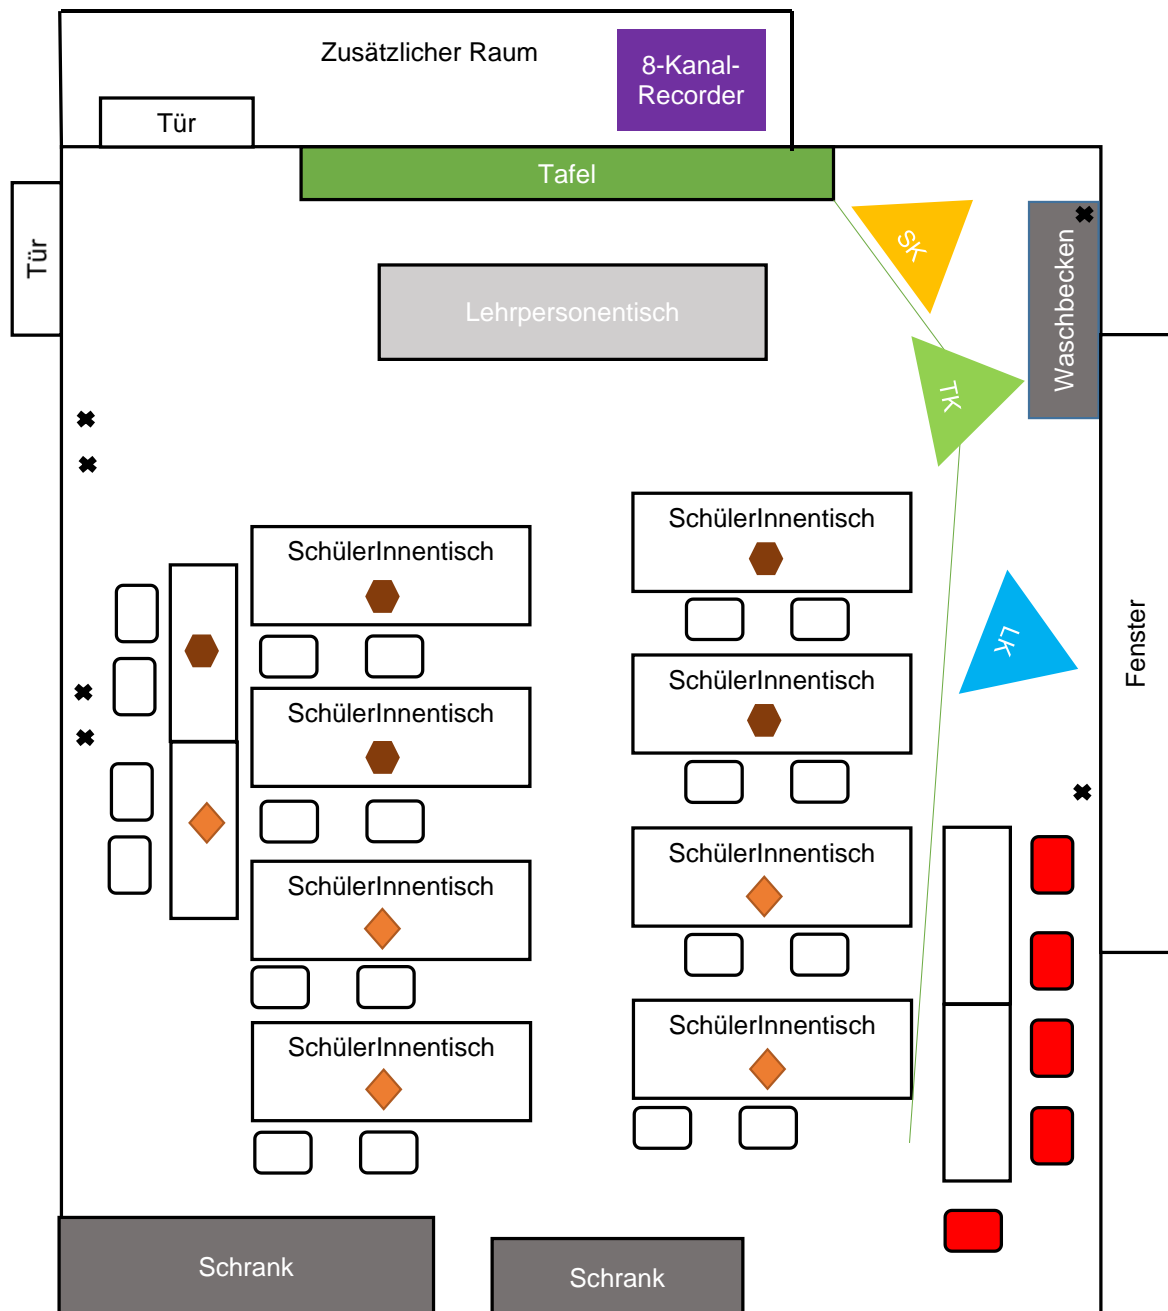 Zusätzlicher Raum
8-Kanal-
Recorder
Tür
Tafel
Tür
SK
Waschbecken
Lehrpersonentisch
TK
SchülerInnentisch
SchülerInnentisch
LK
Fenster
SchülerInnentisch
SchülerInnentisch
SchülerInnentisch
SchülerInnentisch
SchülerInnentisch
SchülerInnentisch
Schrank
Schrank